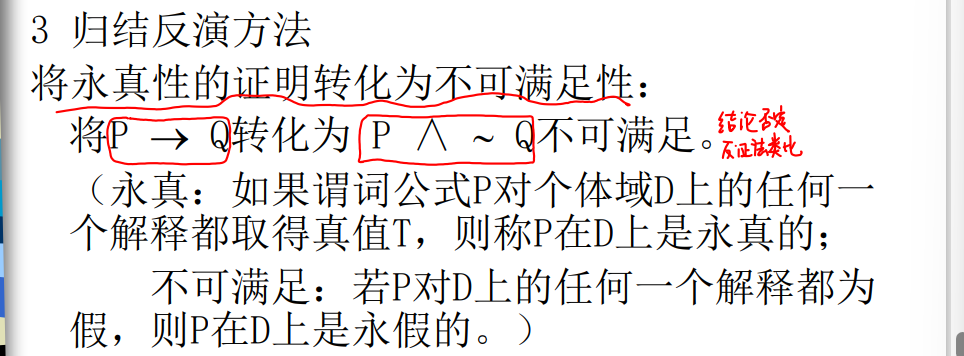 3 归结反演方法
将永真性的证明转化为不可满足性：
将P → Q转化为 P ∧ ~ Q不可满足。
结论否定
反证法类比
（永真：如果谓词公式P对个体域D上的任何一
个解释都取得真值T，则称P在D上是永真的；
不可满足：若P对D上的任何一个解释都为
假，则P在D上是永假的。）